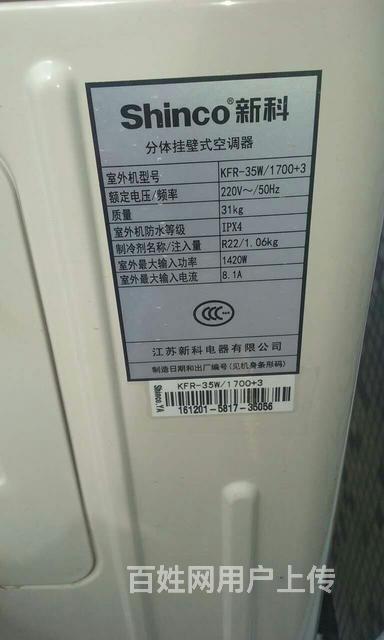 Shinco®新科
分体挂壁式空调器
室外机型号 KFR-35W/1700+3
额定电压/频率 220V～/50Hz
质量 31kg
室外机防水等级 IPX4
制冷剂名称/注入量 R22/1.06kg
室外最大输入功率 1420W
室外最大输入电流 8.1A
CCC
江苏新科电器有限公司
制造日期和出厂编号(见机身条形码)
KFR-35W/1700+3
Shinco,YA
161201-5817-35056
百姓网用户上传